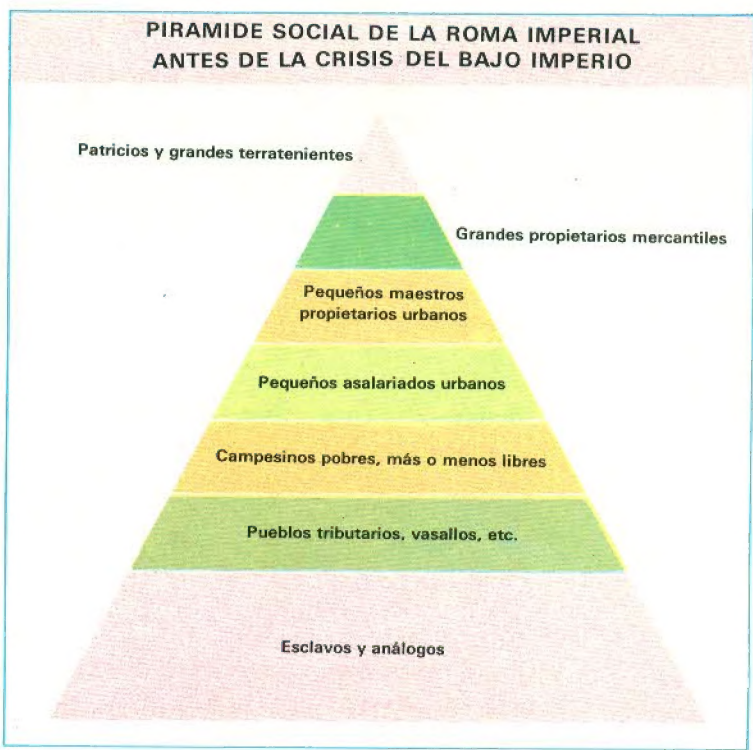 PIRAMIDE SOCIAL DE LA ROMA IMPERIAL
ANTES DE LA CRISIS DEL BAJO IMPERIO
Patricios y grandes terratenientes
Grandes propietarios mercantiles
Pequeños maestros
propietarios urbanos
Pequeños asalariados urbanos
Campesinos pobres, más o menos libres
Pueblos tributarios, vasallos, etc.
Esclavos y análogos